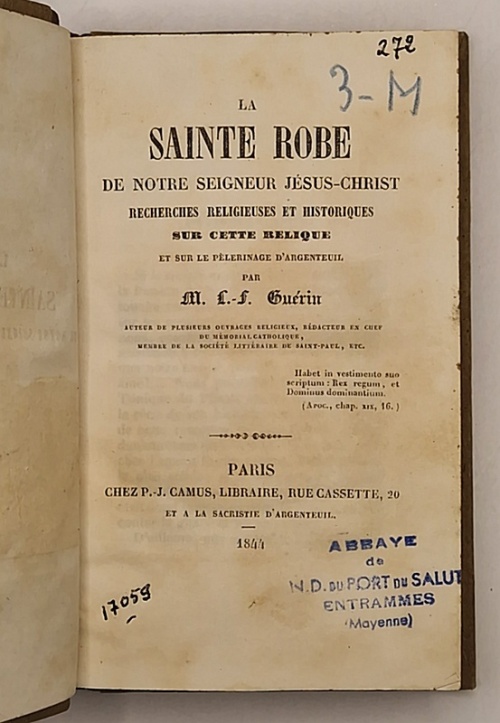 272
3-M
LA
SAINTE ROBE
DE NOTRE SEIGNEUR JÉSUS-CHRIST
RECHERCHES RELIGIEUSES ET HISTORIQUES
SUR CETTE RELIQUE
ET SUR LE PÈLERINAGE D'ARGENTEUIL
PAR
M. L.-F. Guérin
AUTEUR DE PLUSIEURS OUVRAGES RELIGIEUX, RÉDACTEUR EN CHEF
DU MÉMORIAL CATHOLIQUE,
MEMBRE DE LA SOCIÉTÉ LITTÉRAIRE DE SAINT-PAUL, ETC.
Habet in vestimento suo
scriptum: Rex regum, et
Dominus dominantium.
(Apoc., chap. XIX, 16.)
PARIS
CHEZ P.-J. CAMUS, LIBRAIRE, RUE CASSETTE, 20
ET A LA SACRISTIE D'ARGENTEUIL.
1844
ABBAYE
de
N.D. DU PORT DU SALUT
ENTRAMMES
(Mayenne)
17059